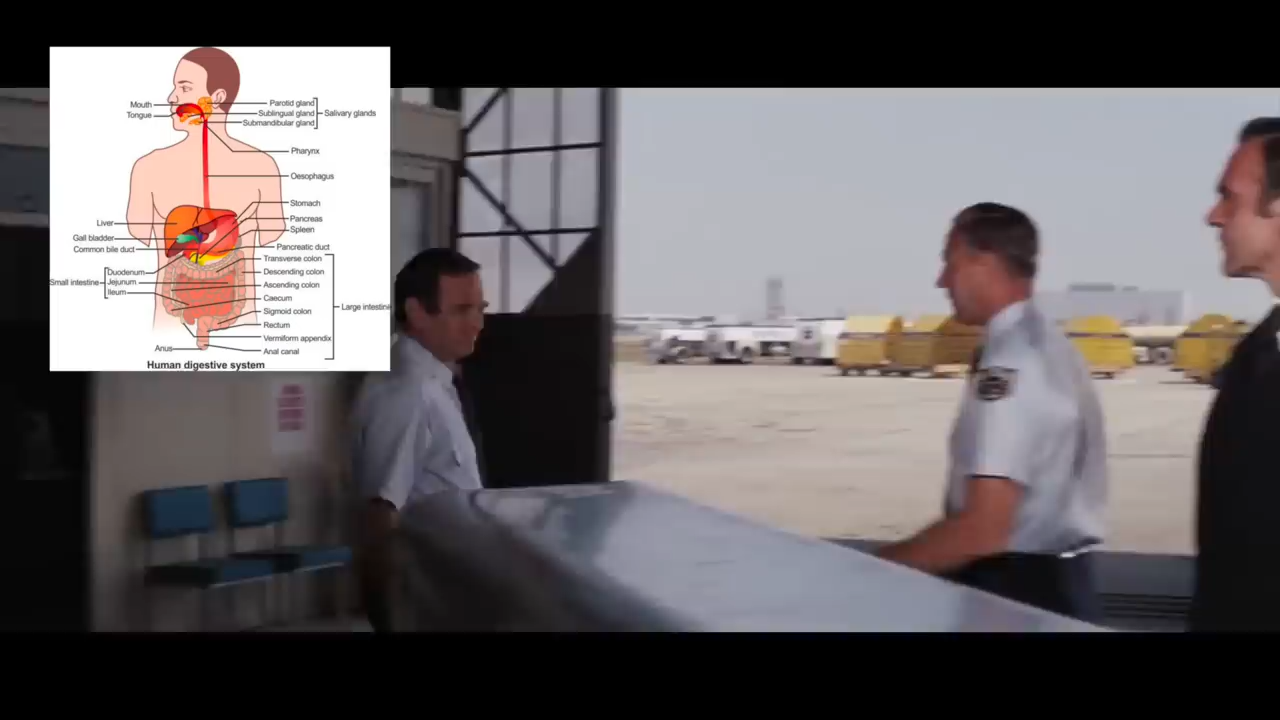 Mouth
Tongue
Parotid gland
Sublingual gland
Submandibular gland
Salivary glands
Pharynx
Oesophagus
Stomach
Liver
Pancreas
Spleen
Gall bladder
Common bile duct
Pancreatic duct
Transverse colon
Duodenum
Descending colon
Small intestine
Jejunum
Ascending colon
Ileum
Caecum
Large intestin
Sigmoid colon
Rectum
Vermiform appendix
Anus
Anal canal
Human digestive system